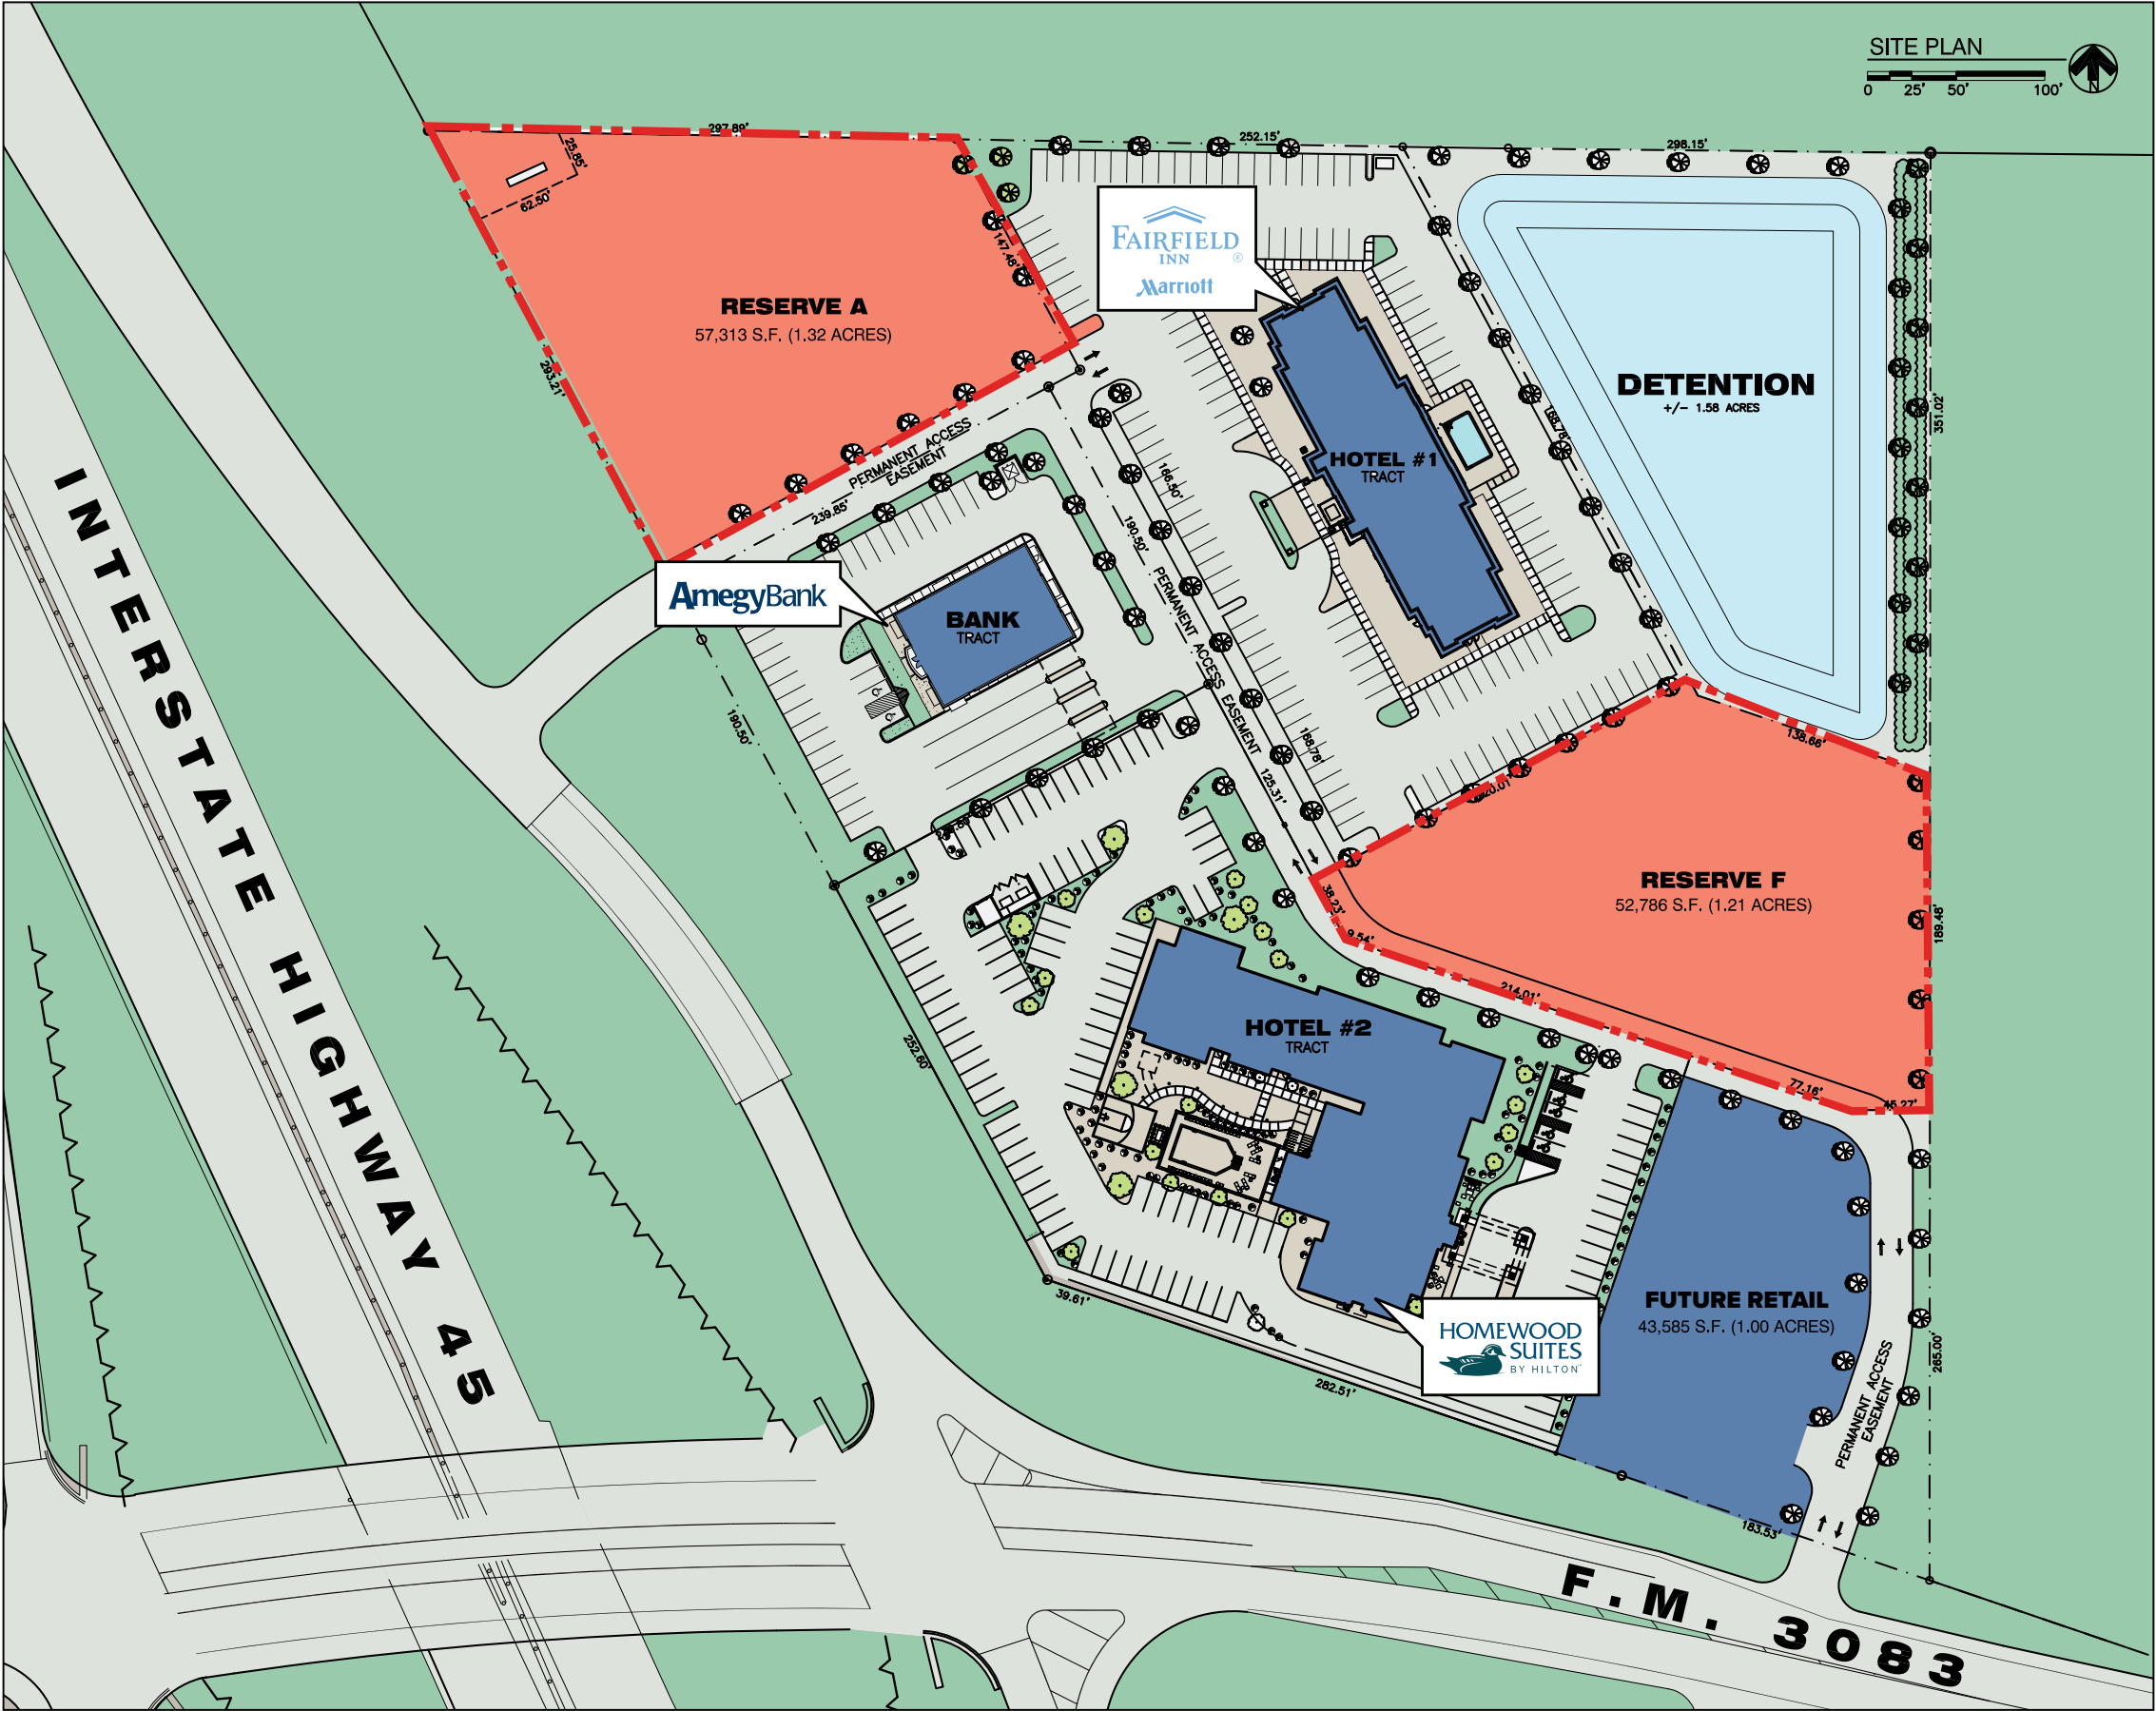 SITE PLAN
0 25' 50' 100'
N
297.89'
252.15'
298.15'
25.85'
62.50'
147.48'
293.21'
RESERVE A
57,313 S.F. (1.32 ACRES)
FAIRFIELD
INN
®
Marriott
DETENTION
+/- 1.58 ACRES
351.02'
168.78'
HOTEL #1
TRACT
PERMANENT ACCESS
EASEMENT
239.85'
166.50'
190.50'
AmegyBank
BANK
TRACT
PERMANENT ACCESS EASEMENT
190.50'
168.78'
125.31'
138.66'
INTERSTATE HIGHWAY 45
RESERVE F
52,786 S.F. (1.21 ACRES)
38.23'
9.54'
189.48'
214.01'
HOTEL #2
TRACT
252.60'
77.16'
45.27'
39.61'
282.51'
HOMEWOOD
SUITES
BY HILTON
FUTURE RETAIL
43,585 S.F. (1.00 ACRES)
265.00'
PERMANENT ACCESS
EASEMENT
183.53'
F.M. 3083